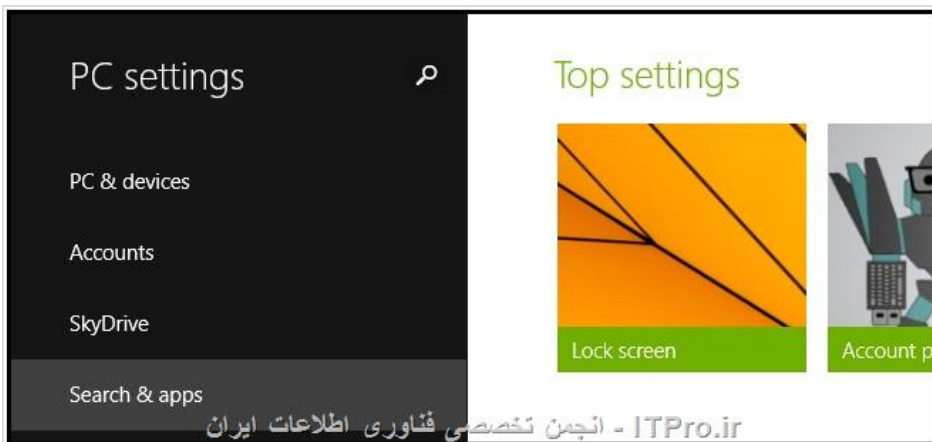 PC settings
Top settings
PC & devices
Accounts
SkyDrive
Search & apps
Lock screen
Account p
ITPro.ir - انجمن تخصصی فناوری اطلاعات ایران